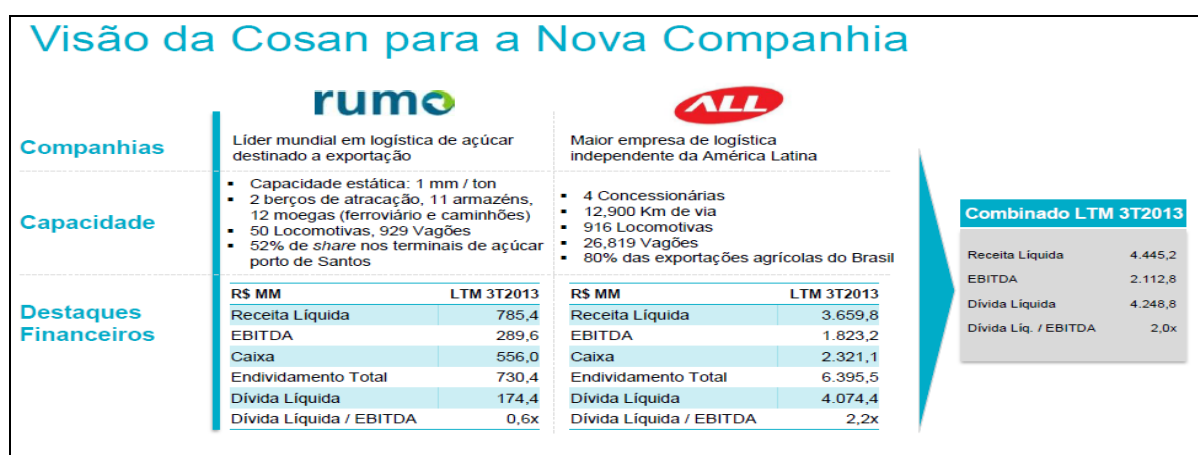 Visão da Cosan para a Nova Companhia
rumo
ALL
Companhias
Líder mundial em logística de açúcar
destinado a exportação
Maior empresa de logística
independente da América Latina
Capacidade
▪ Capacidade estática: 1 mm / ton
▪ 2 berços de atracação, 11 armazéns,
12 moegas (ferroviário e caminhões)
▪ 50 Locomotivas, 929 Vagões
▪ 52% de share nos terminais de açúcar
porto de Santos
▪ 4 Concessionárias
▪ 12,900 Km de via
▪ 916 Locomotivas
▪ 26,819 Vagões
▪ 80% das exportações agrícolas do Brasil
Destaques
Financeiros
R$ MM LTM 3T2013
Receita Líquida 785,4
EBITDA 289,6
Caixa 556,0
Endividamento Total 730,4
Dívida Líquida 174,4
Dívida Líquida / EBITDA 0,6x
R$ MM LTM 3T2013
Receita Líquida 3.659,8
EBITDA 1.823,2
Caixa 2.321,1
Endividamento Total 6.395,5
Dívida Líquida 4.074,4
Dívida Líquida / EBITDA 2,2x
Combinado LTM 3T2013
Receita Líquida 4.445,2
EBITDA 2.112,8
Dívida Líquida 4.248,8
Dívida Líq. / EBITDA 2,0x